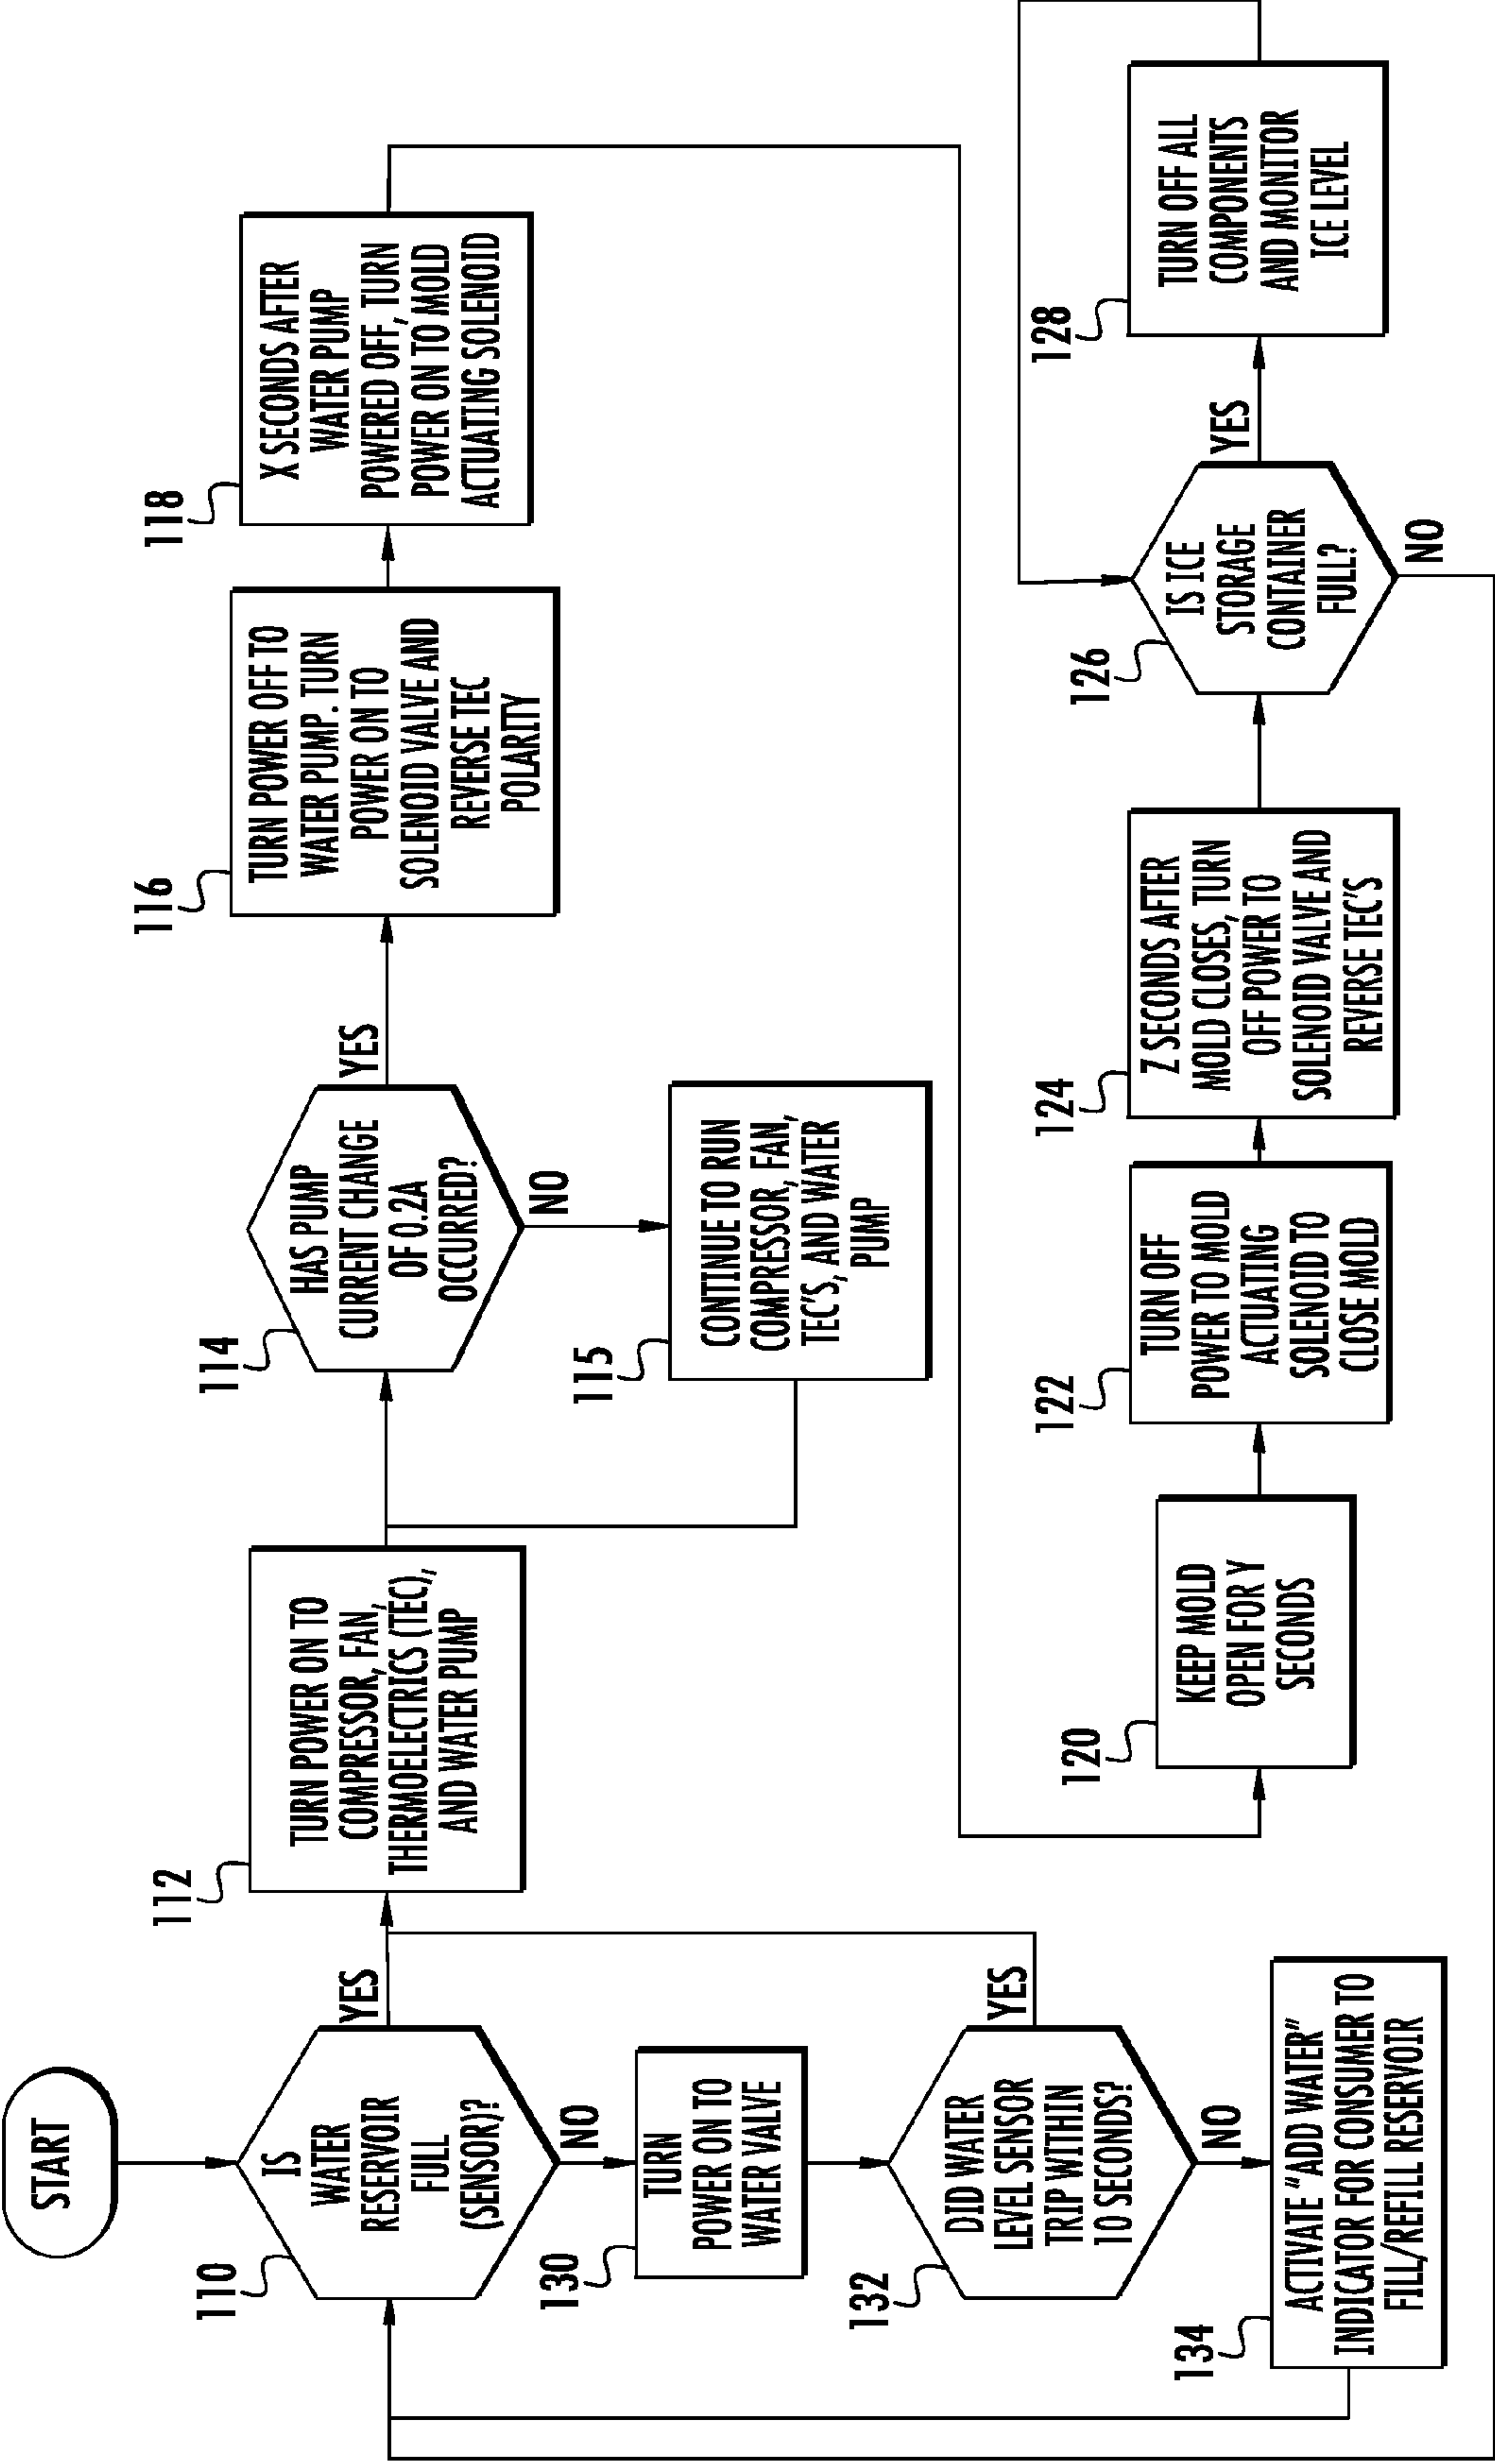 START
110
IS
WATER
RESERVOIR
FULL
(SENSOR)?
YES
NO
112
TURN POWER ON TO
COMPRESSOR, FAN,
THERMOELECTRICS (TEC),
AND WATER PUMP
114
HAS PUMP
CURRENT CHANGE
OF 0.2A
OCCURRED?
YES
NO
115
CONTINUE TO RUN
COMPRESSOR, FAN,
TEC'S, AND WATER
PUMP
116
TURN POWER OFF TO
WATER PUMP. TURN
POWER ON TO
SOLENOID VALVE AND
REVERSE TEC
POLARITY
118
X SECONDS AFTER
WATER PUMP
POWERED OFF, TURN
POWER ON TO MOLD
ACTUATING SOLENOID
130
TURN
POWER ON TO
WATER VALVE
132
DID WATER
LEVEL SENSOR
TRIP WITHIN
10 SECONDS?
YES
NO
134
ACTIVATE "ADD WATER"
INDICATOR FOR CONSUMER TO
FILL/REFILL RESERVOIR
120
KEEP MOLD
OPEN FOR Y
SECONDS
122
TURN OFF
POWER TO MOLD
ACTUATING
SOLENOID TO
CLOSE MOLD
124
Z SECONDS AFTER
MOLD CLOSES, TURN
OFF POWER TO
SOLENOID VALVE AND
REVERSE TEC'S
126
IS ICE
STORAGE
CONTAINER
FULL?
YES
NO
128
TURN OFF ALL
COMPONENTS
AND MONITOR
ICE LEVEL